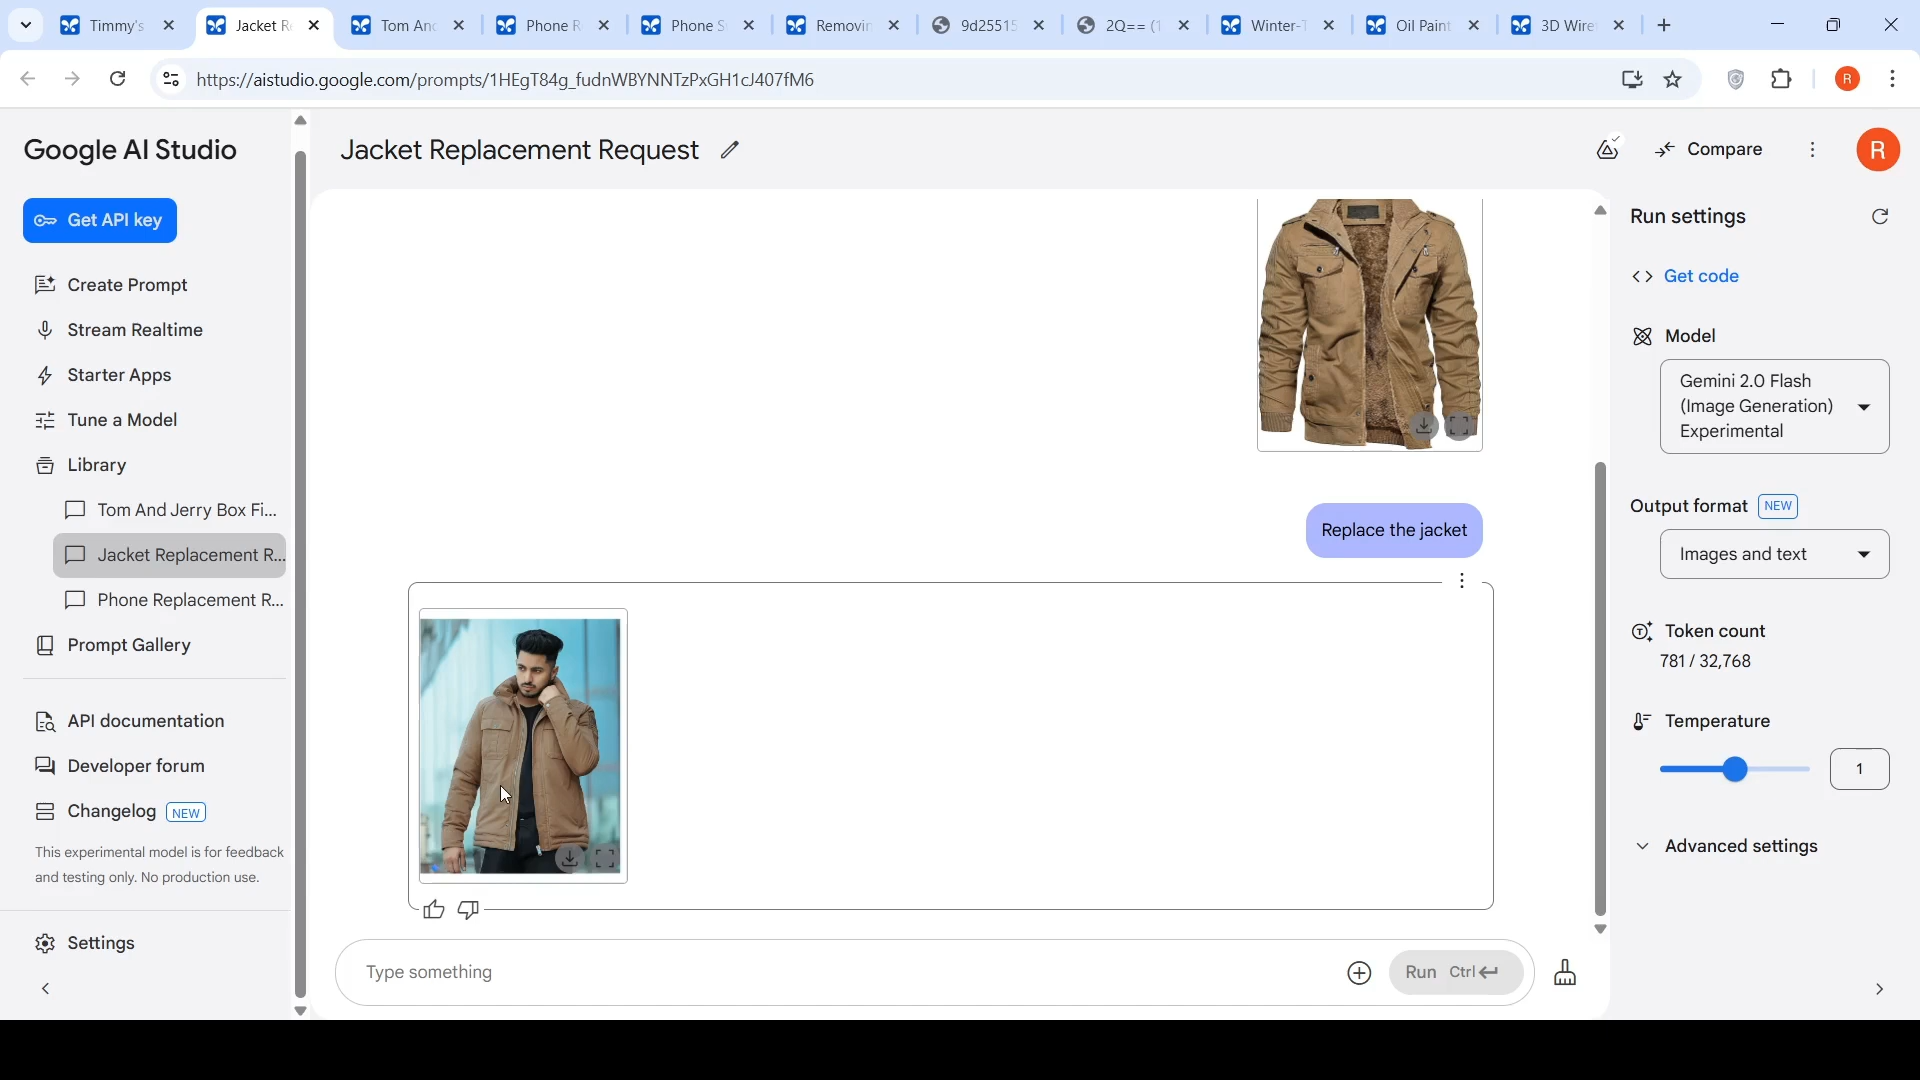 Timmy's
Jacket R
Tom And
Phone R
Phone S
Removin
9d25515
2Q== (1
Winter-T
Oil Paint
3D Wire
https://aistudio.google.com/prompts/1HEgT84g_fudnWBYNNTzPxGH1cJ407fM6
R
Google AI Studio
Jacket Replacement Request
Compare
R
Get API key
Create Prompt
Stream Realtime
Starter Apps
Tune a Model
Library
Tom And Jerry Box Fi...
Jacket Replacement R...
Phone Replacement R...
Prompt Gallery
API documentation
Developer forum
Changelog NEW
This experimental model is for feedback
and testing only. No production use.
Settings
Replace the jacket
Type something
Run Ctrl
Run settings
Get code
Model
Gemini 2.0 Flash
(Image Generation)
Experimental
Output format NEW
Images and text
Token count
781 / 32,768
Temperature
1
Advanced settings